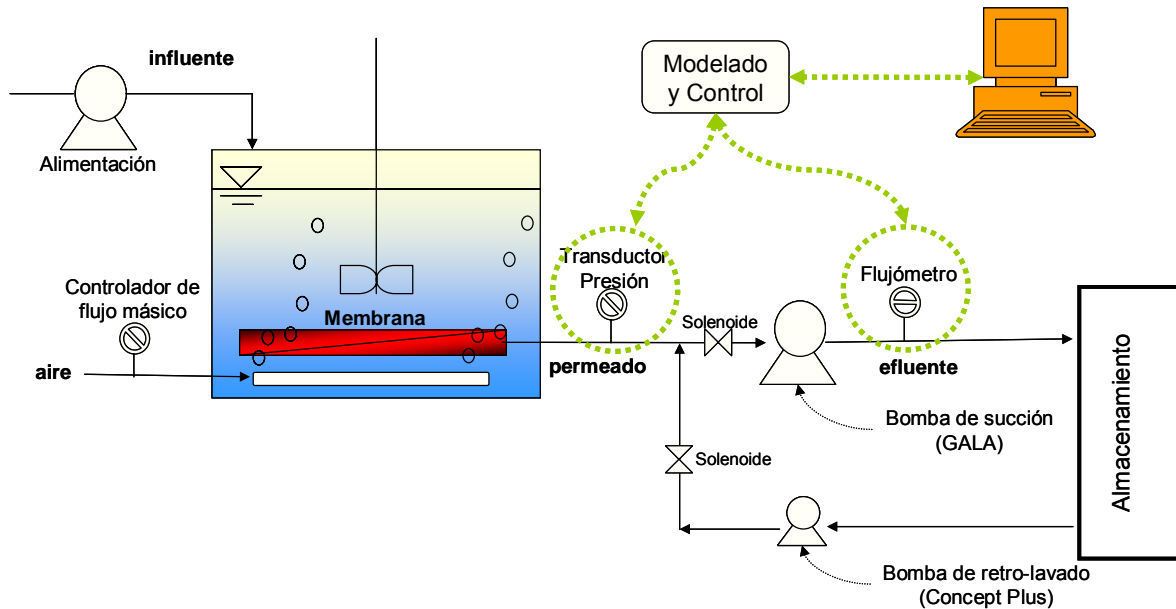 influente
Alimentación
Modelado
y Control
Controlador de
flujo másico
aire
Membrana
Transductor
Presión
permeado
Solenoide
Flujómetro
efluente
Bomba de succión
(GALA)
Solenoide
Bomba de retro-lavado
(Concept Plus)
Almacenamiento